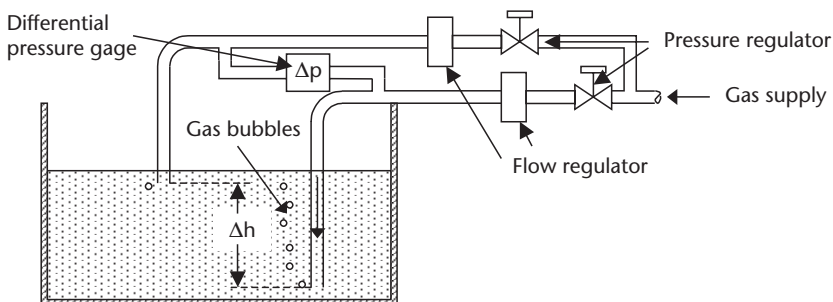 Differential
pressure gage
Δp
Pressure regulator
Gas supply
Gas bubbles
Flow regulator
Δh